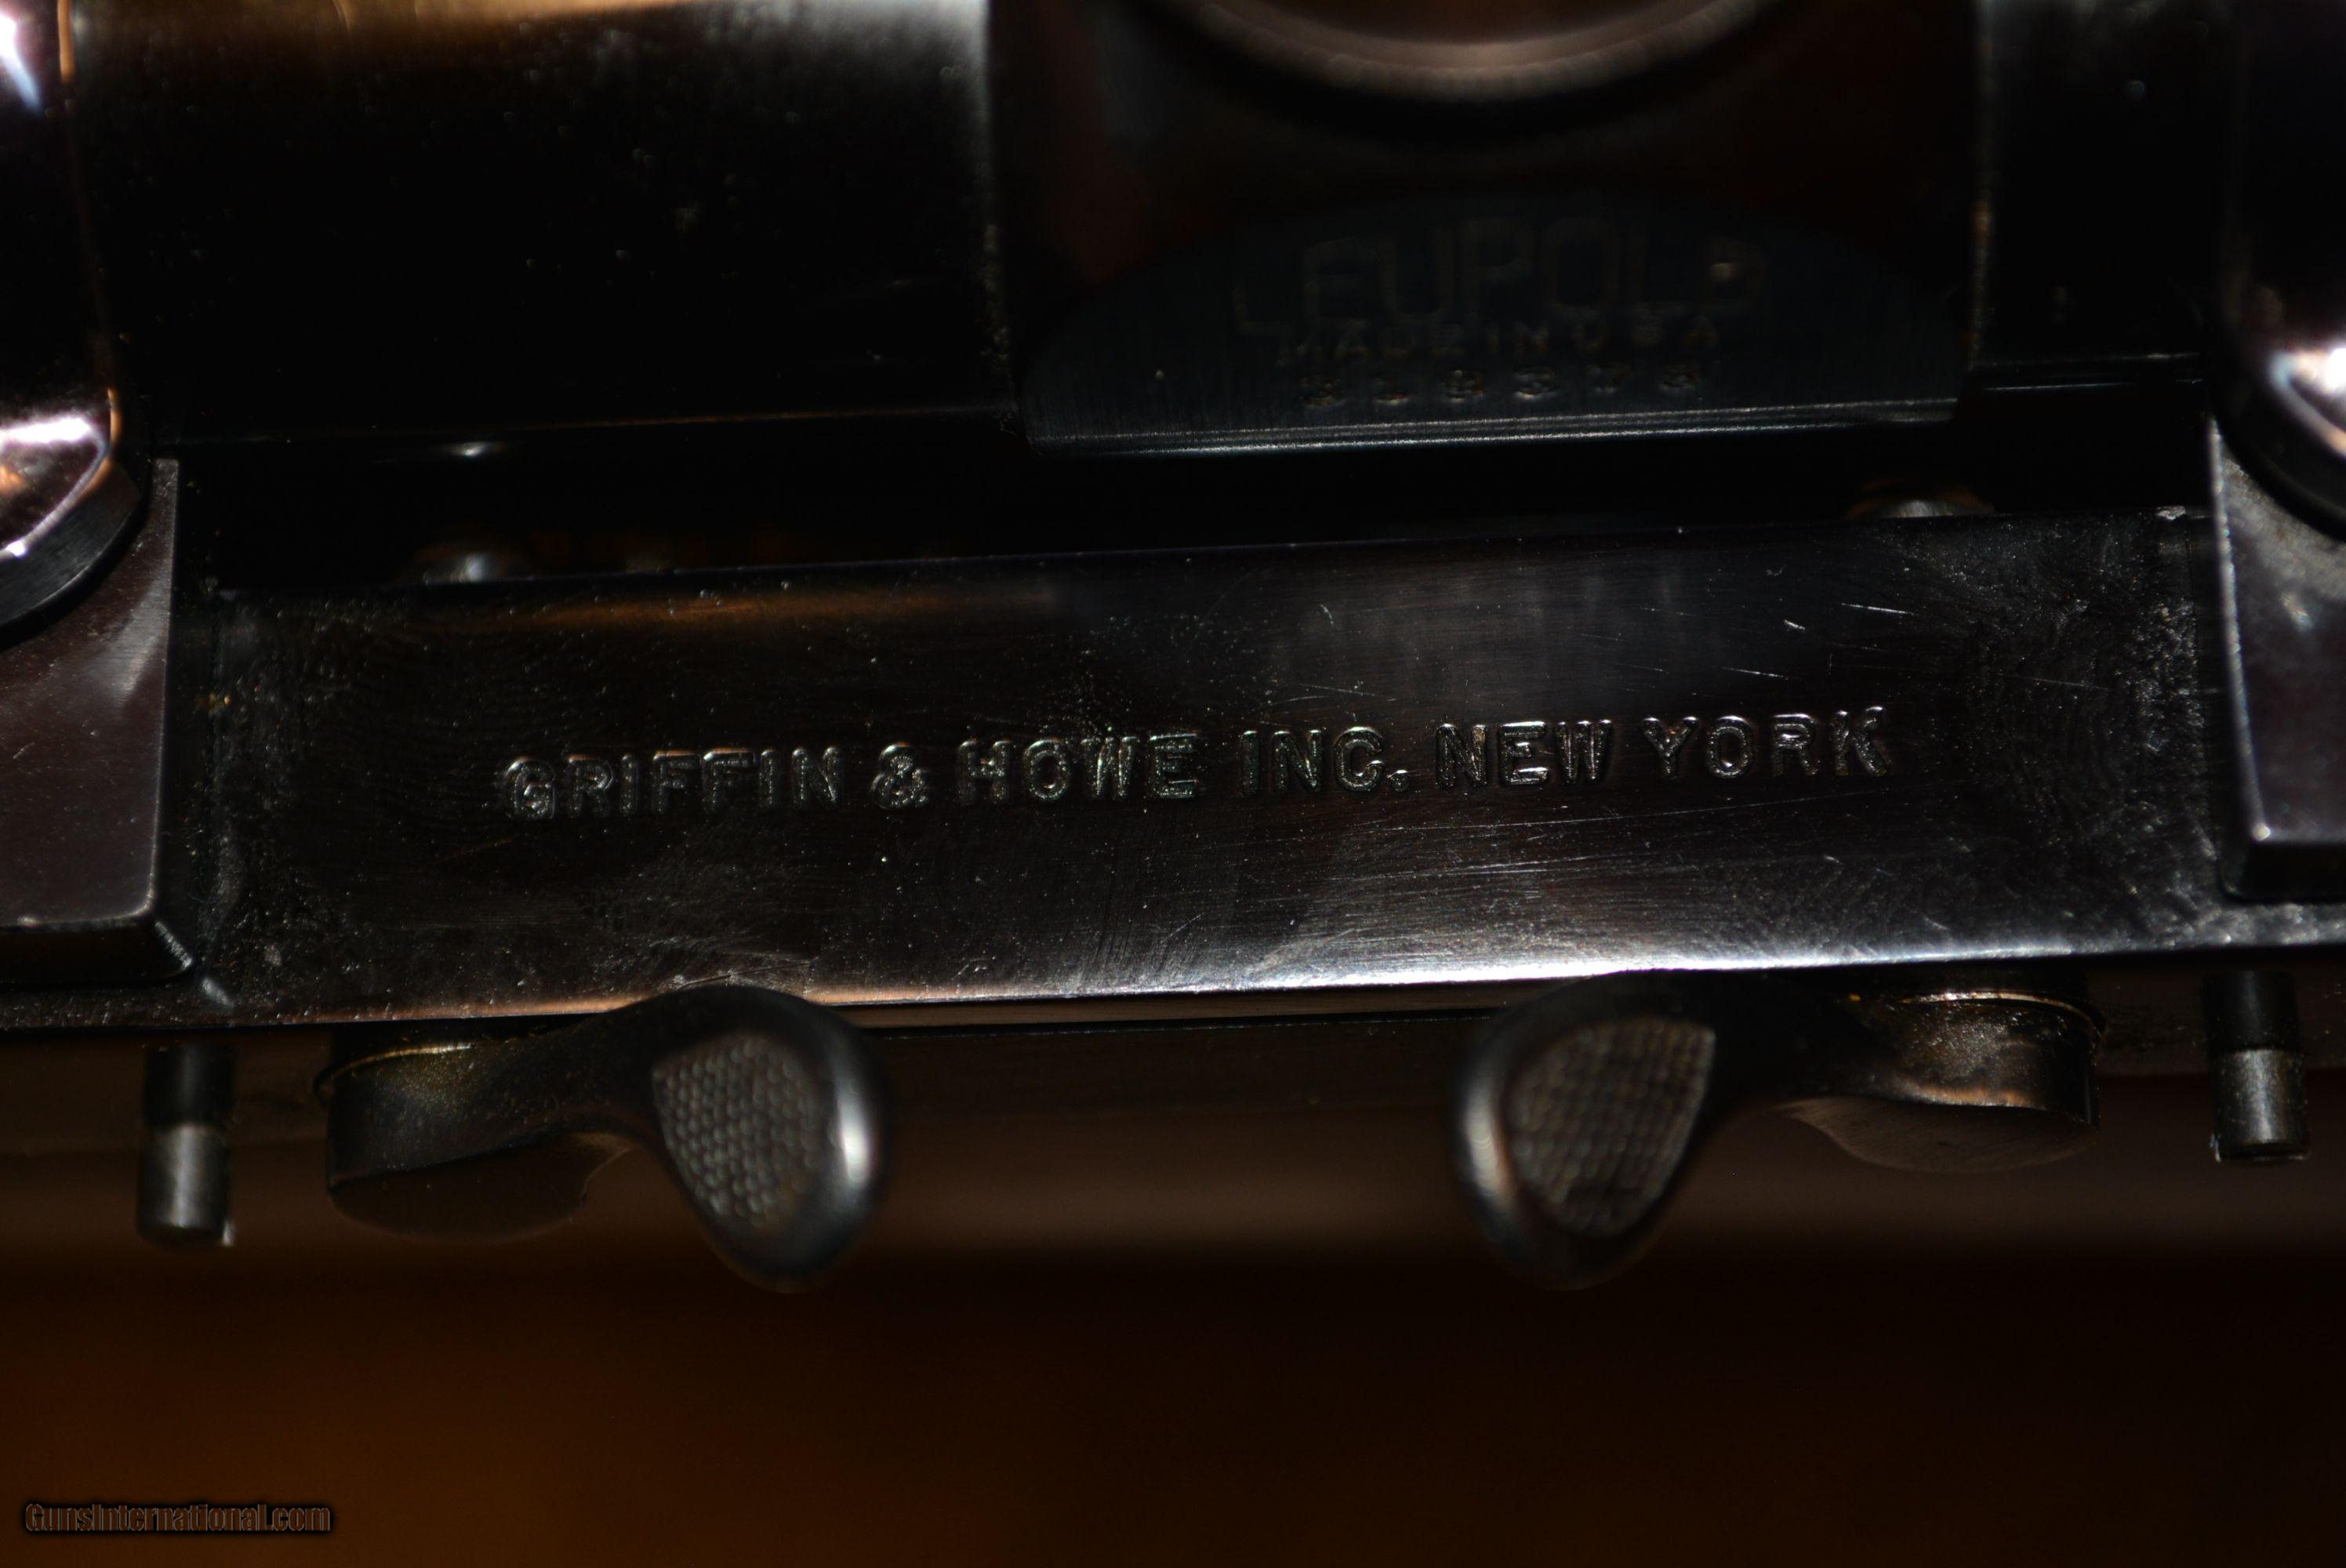 LEUPOLD
MADE IN USA
GRIFFIN & HOWE INC. NEW YORK
GunsInternational.com